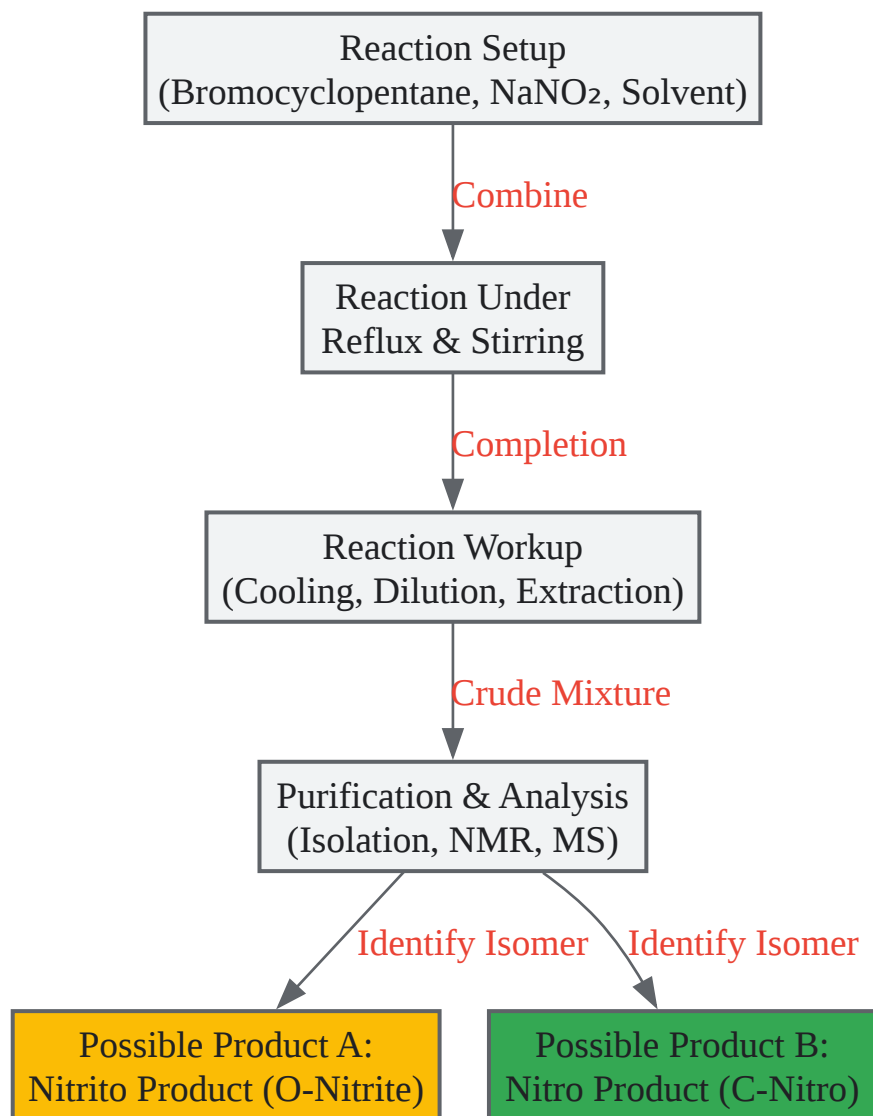 Reaction Setup
(Bromocyclopentane, NaNO₂, Solvent)
Combine
Reaction Under
Reflux & Stirring
Completion
Reaction Workup
(Cooling, Dilution, Extraction)
Crude Mixture
Purification & Analysis
(Isolation, NMR, MS)
Identify Isomer
Identify Isomer
Possible Product A:
Nitrito Product (O-Nitrite)
Possible Product B:
Nitro Product (C-Nitro)